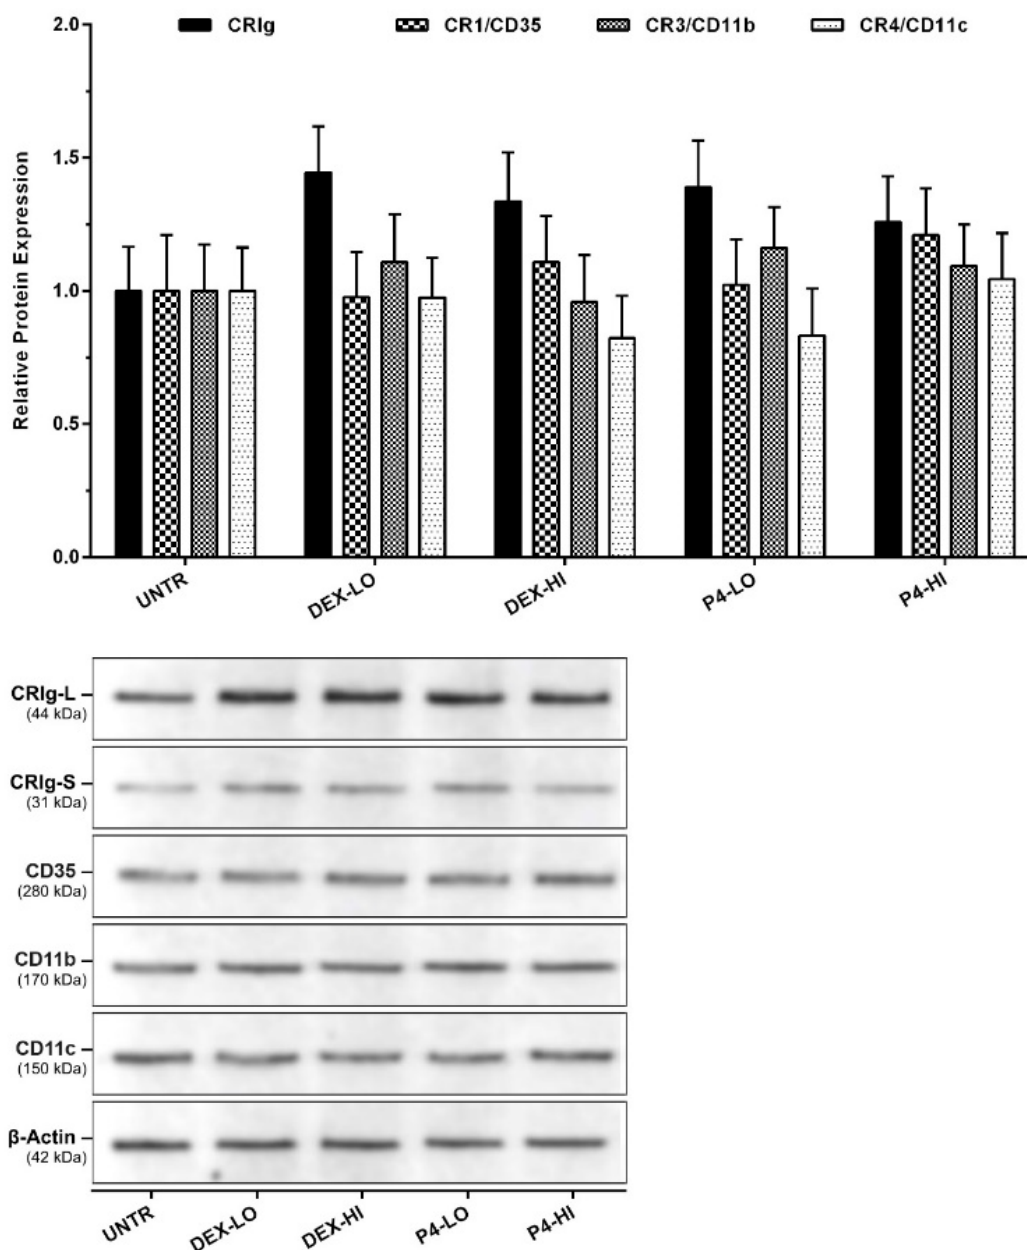 2.0
CRIg CR1/CD35 CR3/CD11b CR4/CD11c
1.5
1.0
0.5
0.0
Relative Protein Expression
UNTR DEX-LO DEX-HI P4-LO P4-HI
CRIg-L
(44 kDa)
CRIg-S
(31 kDa)
CD35
(280 kDa)
CD11b
(170 kDa)
CD11c
(150 kDa)
β-Actin
(42 kDa)
UNTR DEX-LO DEX-HI P4-LO P4-HI